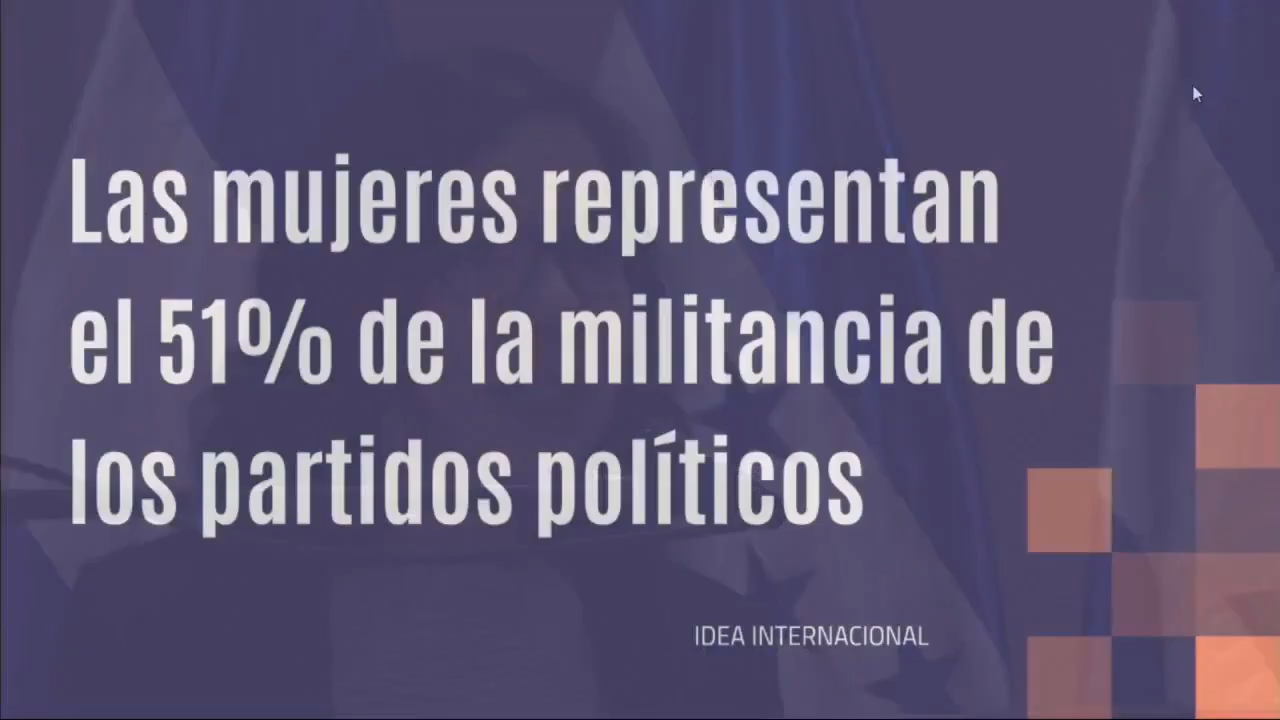 Las mujeres representan
el 51% de la militancia de
los partidos políticos
IDEA INTERNACIONAL